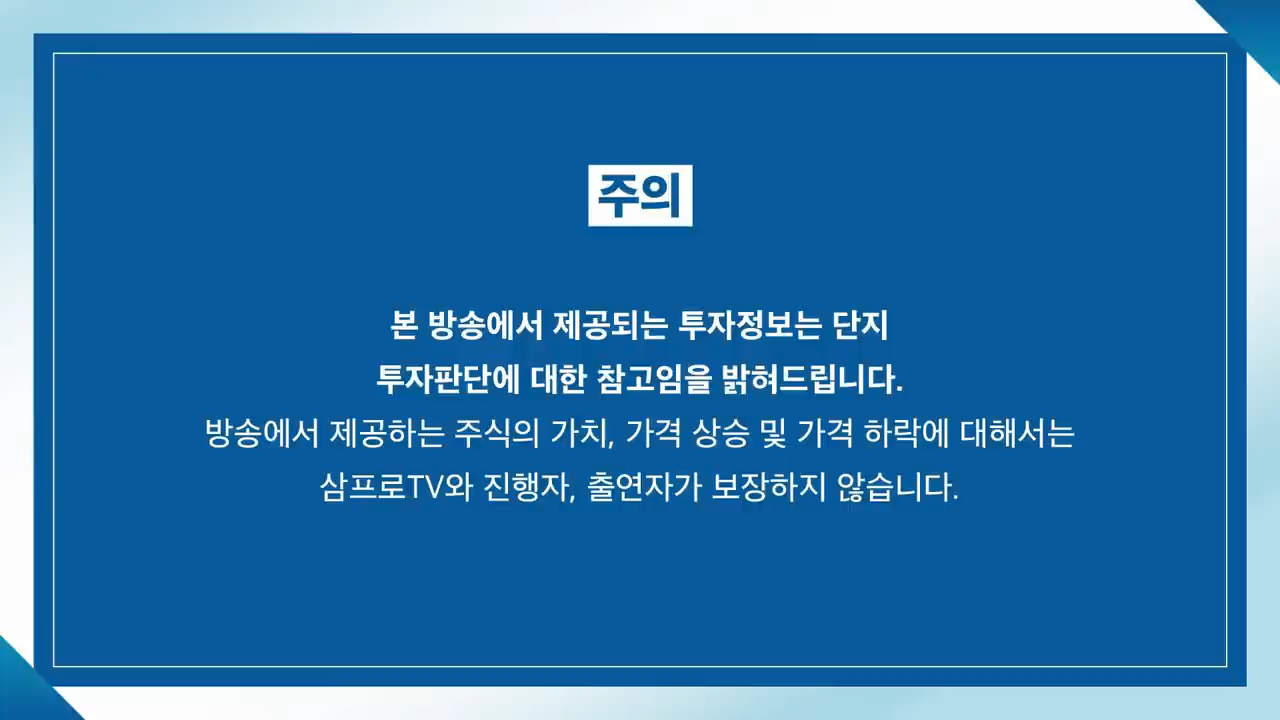 주의
본 방송에서 제공되는 투자정보는 단지
투자판단에 대한 참고임을 밝혀드립니다.
방송에서 제공하는 주식의 가치, 가격 상승 및 가격 하락에 대해서는
삼프로TV와 진행자, 출연자가 보장하지 않습니다.